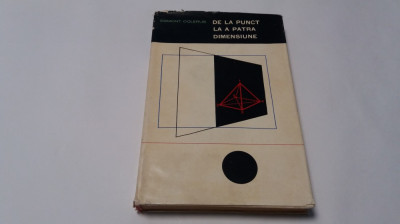 DE LA PUNCT
LA A PATRA
DIMENSIUNE